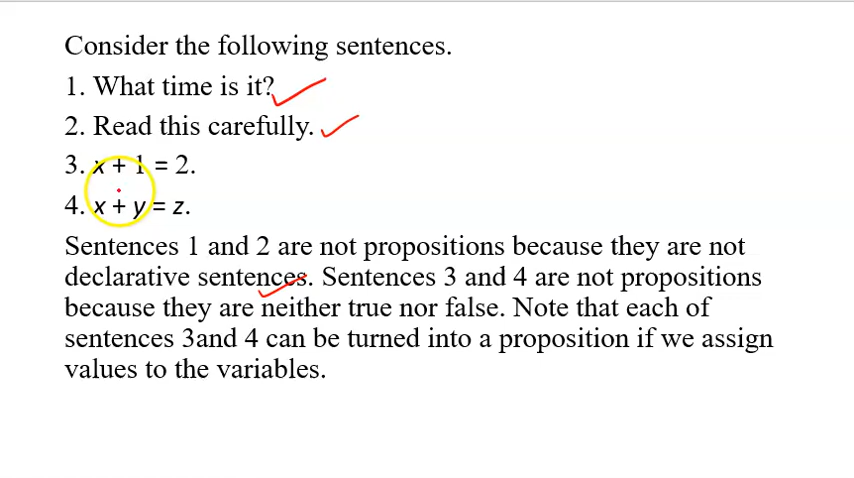 Consider the following sentences.
1. What time is it?
2. Read this carefully.
3. x + 1 = 2.
4. x + y = z.
Sentences 1 and 2 are not propositions because they are not
declarative sentences. Sentences 3 and 4 are not propositions
because they are neither true nor false. Note that each of
sentences 3and 4 can be turned into a proposition if we assign
values to the variables.